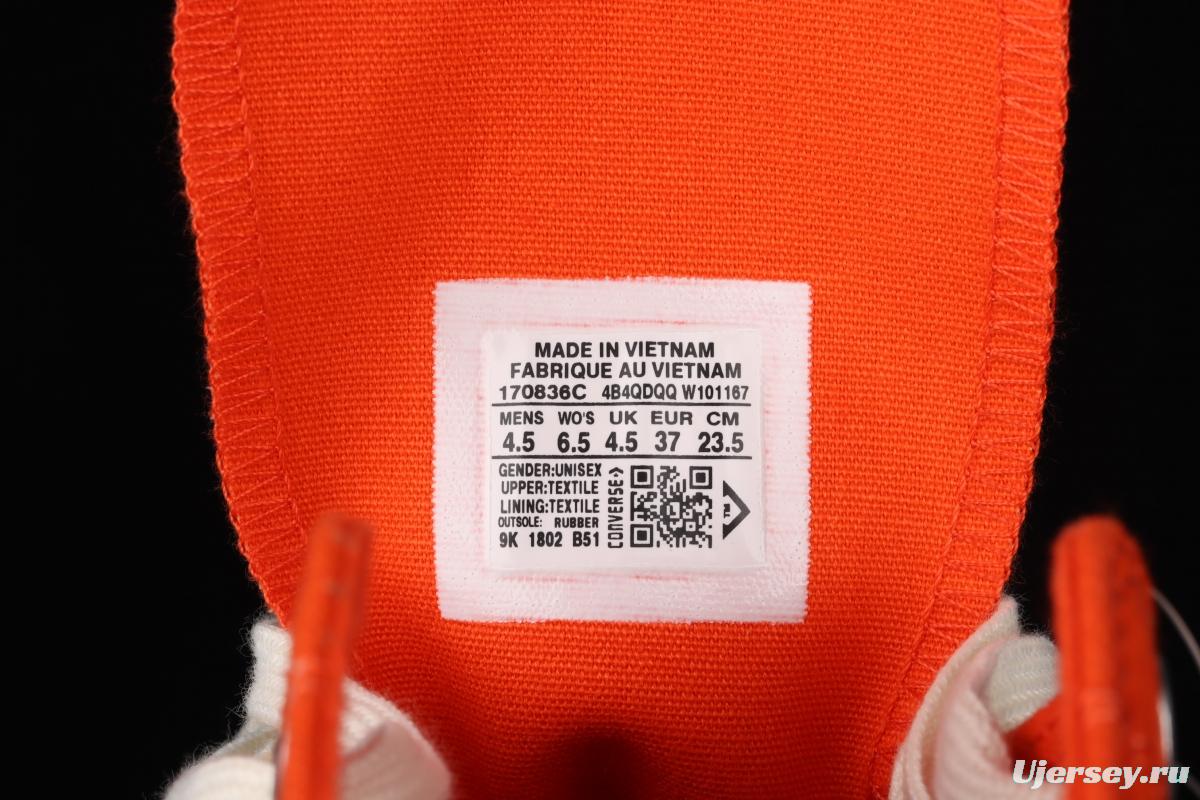 MADE IN VIETNAM
FABRIQUE AU VIETNAM
170836C 4B4QDQQ W101167
MENS WO'S UK EUR CM
4.5 6.5 4.5 37 23.5
GENDER:UNISEX
UPPER:TEXTILE
LINING:TEXTILE
OUTSOLE: RUBBER
9K 1802 B51
CONVERSE
TM
Ujersey.ru